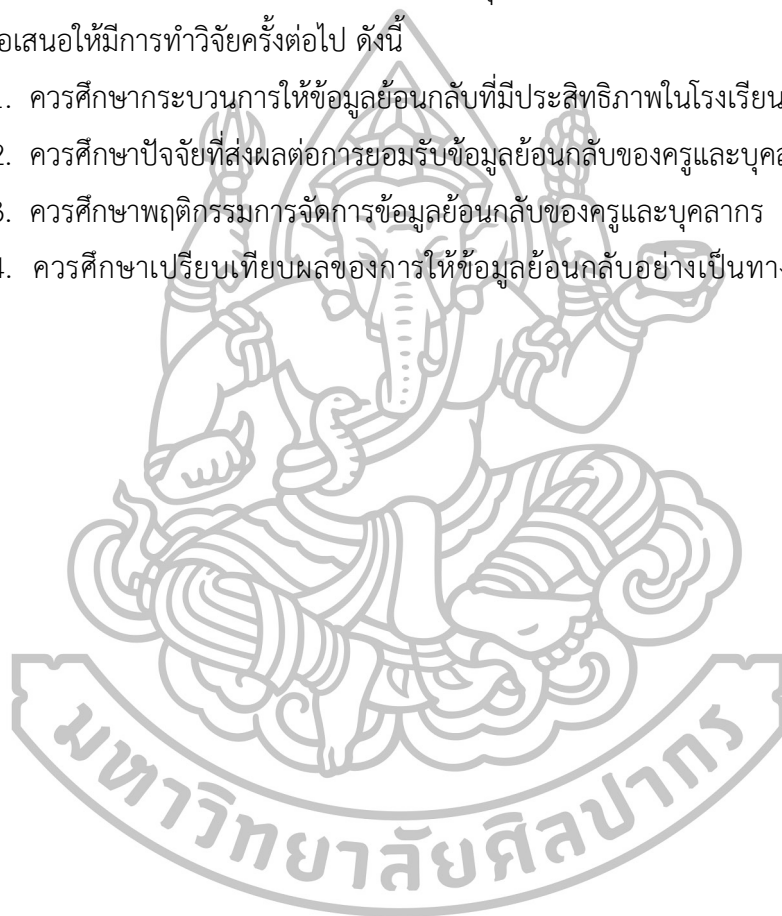 อเสนอให้มีการทำวิจัยครั้งต่อไป ดังนี้
. ควรศึกษากระบวนการให้ข้อมูลย้อนกลับที่มีประสิทธิภาพในโรงเรียน
2. ควรศึกษาปัจจัยที่ส่งผลต่อการยอมรับข้อมูลย้อนกลับของครูและบุคล
3. ควรศึกษาพฤติกรรมการจัดการข้อมูลย้อนกลับของครูและบุคลากร
4. ควรศึกษาเปรียบเทียบผลของการให้ข้อมูลย้อนกลับอย่างเป็นทาง
มหาวิทยาลัยศิลปากร